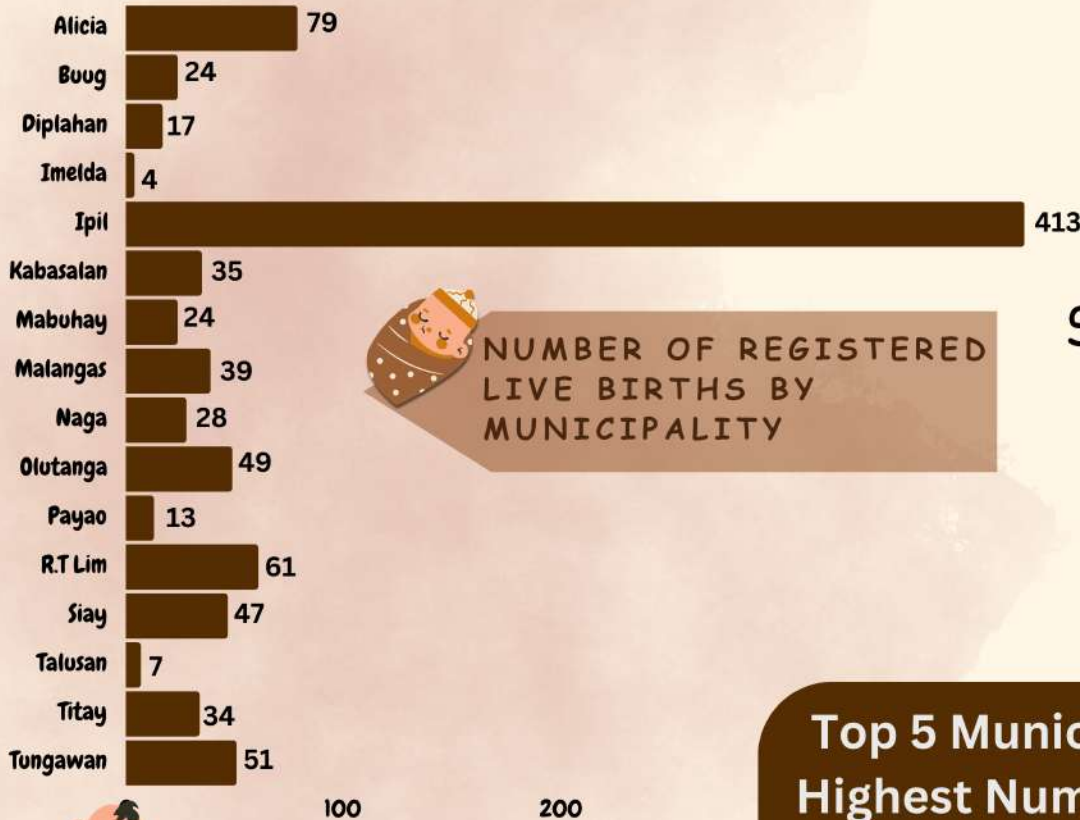 Alicia 79
Buug 24
Diplahan 17
Imelda 4
Ipil 413
Kabasalan 35
Mabuhay 24
Malangas 39
Naga 28
Olutanga 49
Payao 13
R.T Lim 61
Siay 47
Talusan 7
Titay 34
Tungawan 51
100 200
NUMBER OF REGISTERED
LIVE BIRTHS BY
MUNICIPALITY
S
Top 5 Munic
Highest Num